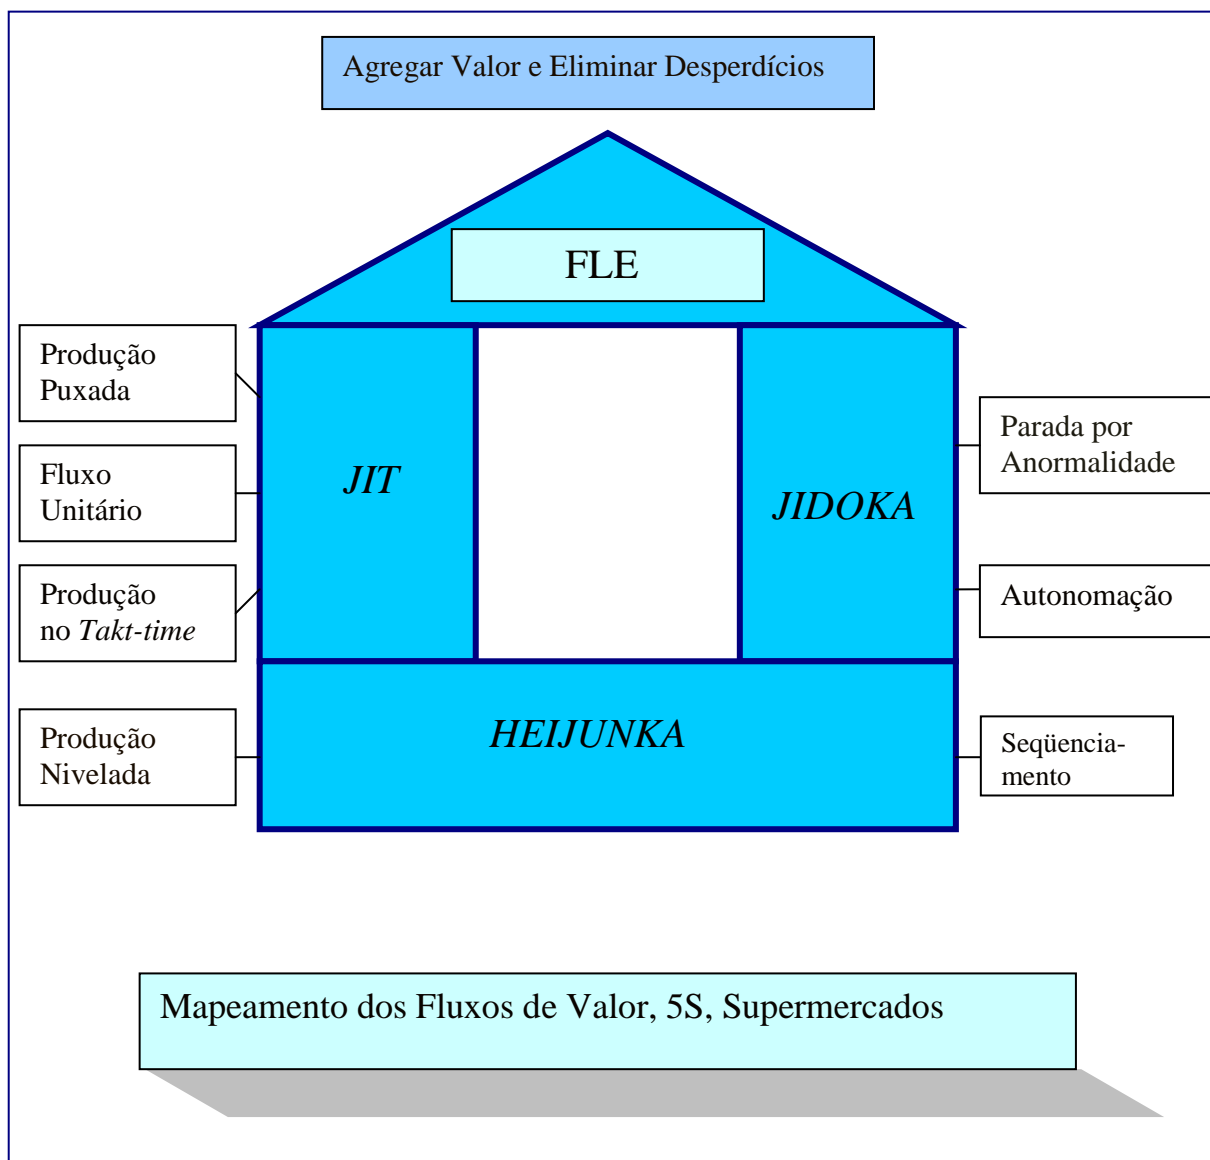 Agregar Valor e Eliminar Desperdícios
FLE
Produção
Puxada
Fluxo
Unitário
Produção
no Takt-time
Produção
Nivelada
JIT
JIDOKA
HEIJUNKA
Parada por
Anormalidade
Autonomação
Seqüencia-
mento
Mapeamento dos Fluxos de Valor, 5S, Supermercados